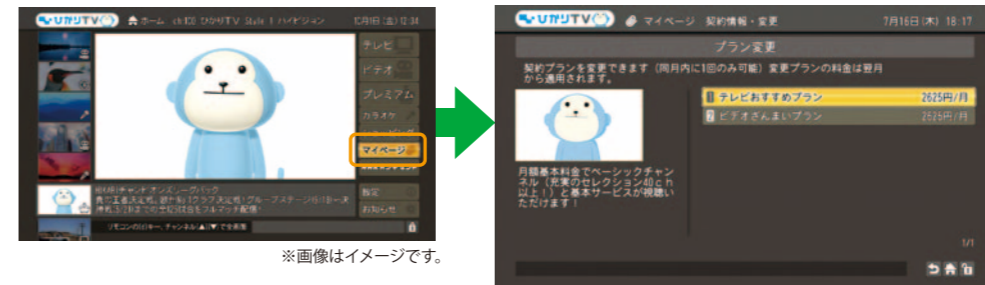 ひかりTV
ホーム
テレビ
ビデオ
プレミアム
カラオケ
ショッピング
マイページ
設定
お知らせ
※画像はイメージです。
ひかりTV
マイページ 契約情報・変更
7月16日(木) 18:17
プラン変更
契約プランを変更できます（同月内に1回のみ可能）変更プランの料金は翌月
から適用されます。
1 テレビおすすめプラン 2625円/月
2 ビデオざんまいプラン 2625円/月
月額基本料金でベーシックチャン
ネル（充実のセレクション40ch
以上！）と基本サービスが視聴い
ただけます！
1/1